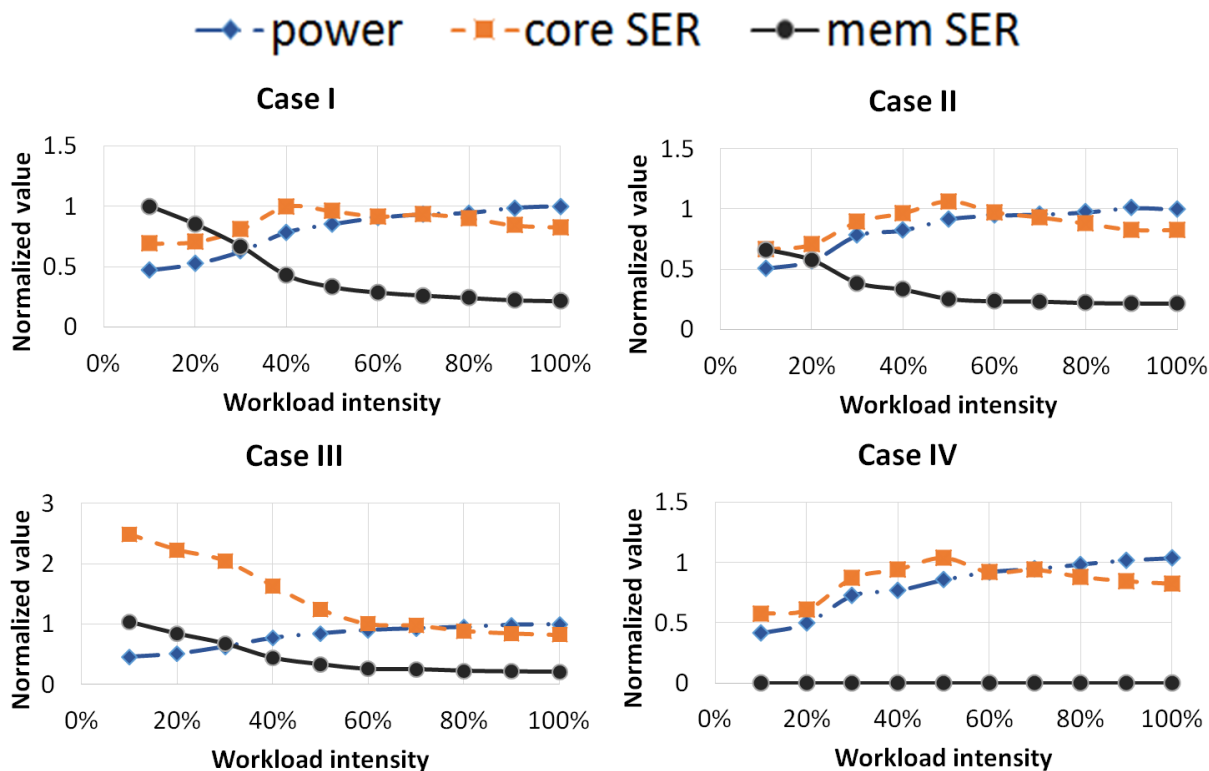 power core SER mem SER
Case I
Normalized value
1.5
1
0.5
0
0% 20% 40% 60% 80% 100%
Workload intensity
Case II
Normalized value
1.5
1
0.5
0
0% 20% 40% 60% 80% 100%
Workload intensity
Case III
Normalized value
3
2
1
0
0% 20% 40% 60% 80% 100%
Workload intensity
Case IV
Normalized value
1.5
1
0.5
0
0% 20% 40% 60% 80% 100%
Workload intensity